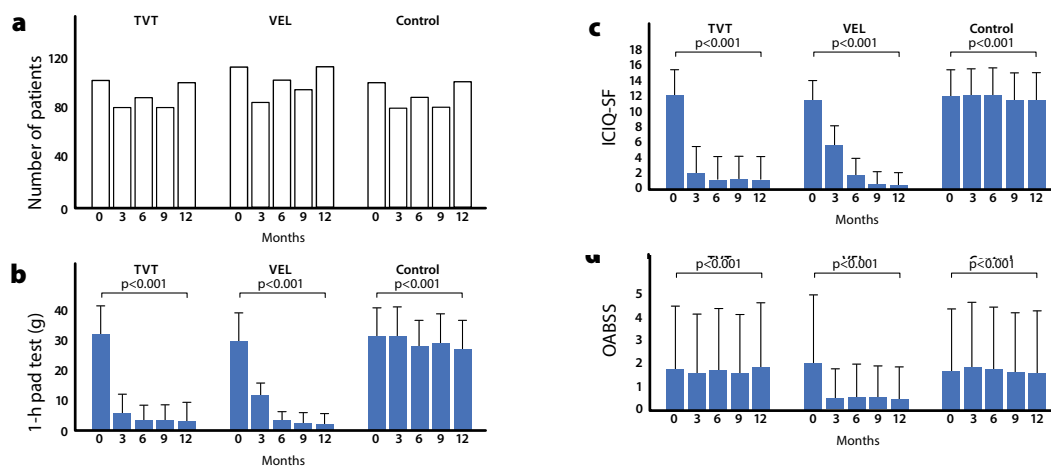 a
TVT VEL Control
Number of patients
120
80
40
0
0 3 6 9 12 0 3 6 9 12 0 3 6 9 12
Months
b
TVT VEL Control
p<0.001 p<0.001 p<0.001
1-h pad test (g)
40
30
20
10
0
0 3 6 9 12 0 3 6 9 12 0 3 6 9 12
Months
c
TVT VEL Control
p<0.001 p<0.001 p<0.001
ICIQ-SF
18
16
14
12
10
8
6
4
2
0
0 3 6 9 12 0 3 6 9 12 0 3 6 9 12
Months
p<0.001 p<0.001 p<0.001
OABSS
5
4
3
2
1
0
0 3 6 9 12 0 3 6 9 12 0 3 6 9 12
Months